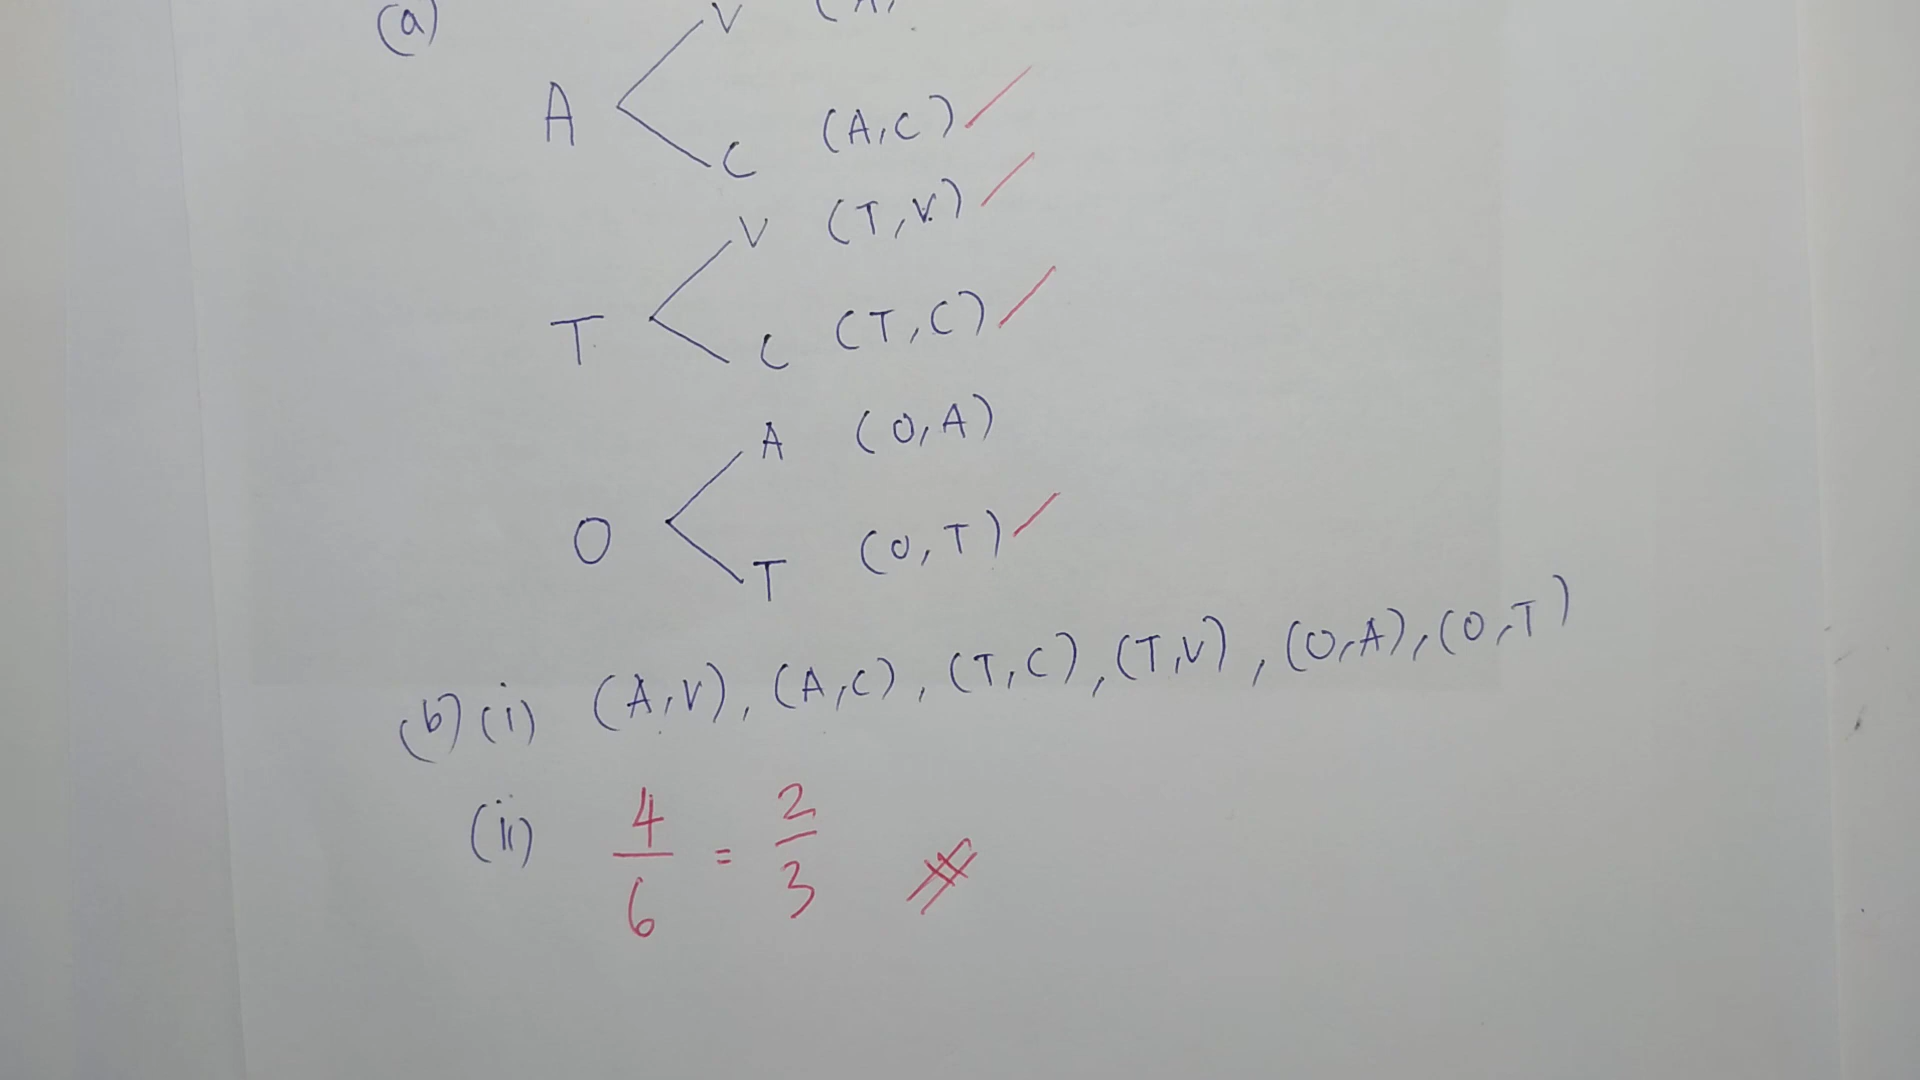 (a)
V
A
C (A,C)
V (T,V)
T
C (T,C)
A (O,A)
O
T (O,T)
(b) (i) (A,V), (A,C), (T,C), (T,V), (O,A), (O,T)
(ii) 4/6 = 2/3